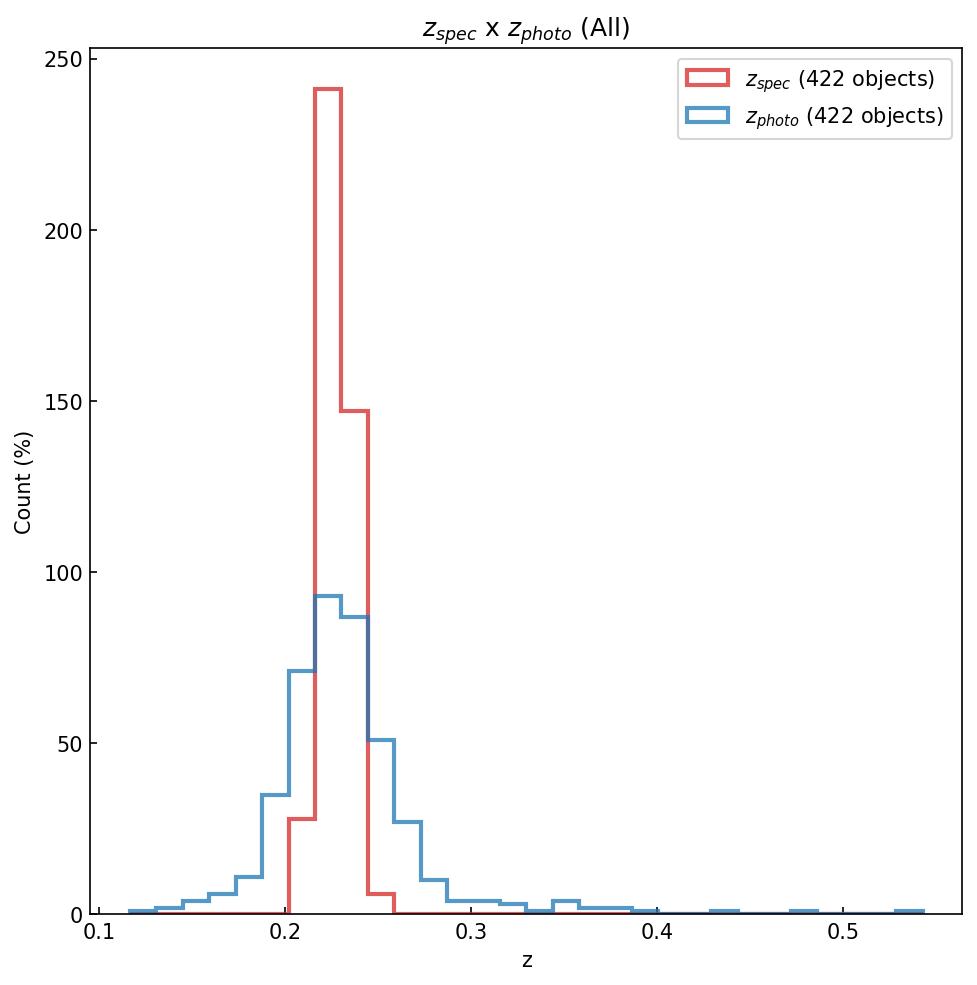 z_spec x z_photo (All)
z_spec (422 objects)
z_photo (422 objects)
Count (%)
250
200
150
100
50
0
0.1 0.2 0.3 0.4 0.5
z